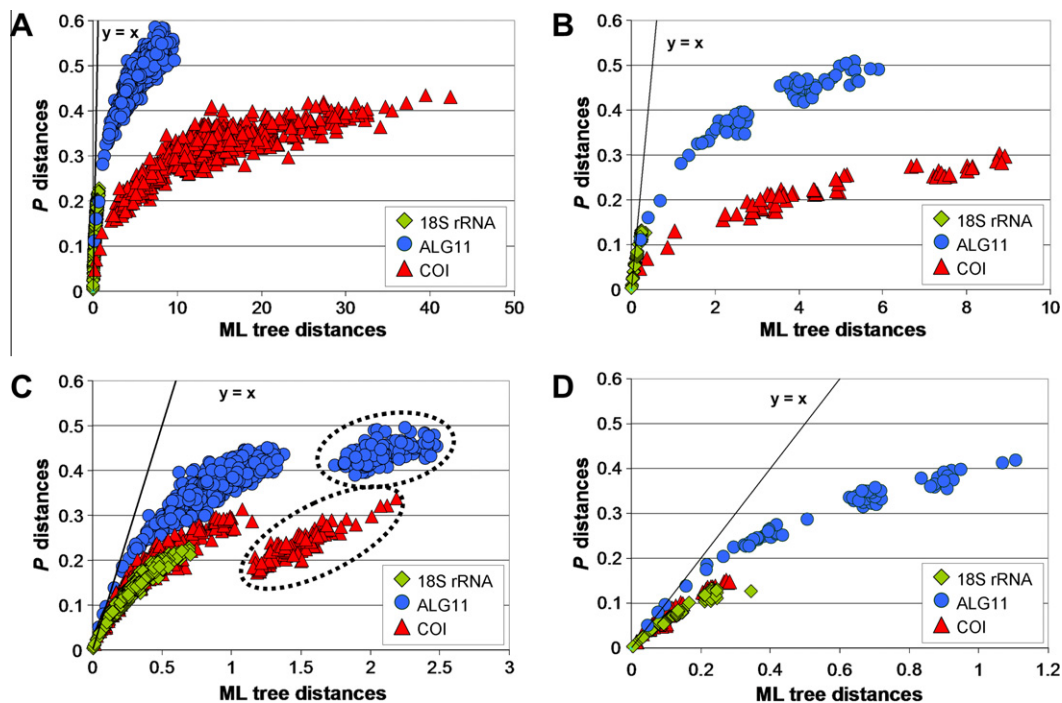 A
0.6
0.5
0.4
0.3
0.2
0.1
0
y = x
P distances
18S rRNA
ALG11
COI
0 10 20 30 40 50
ML tree distances
B
0.6
0.5
0.4
0.3
0.2
0.1
0
y = x
P distances
18S rRNA
ALG11
COI
0 2 4 6 8 10
ML tree distances
C
0.6
0.5
0.4
0.3
0.2
0.1
0
y = x
P distances
18S rRNA
ALG11
COI
0 0.5 1 1.5 2 2.5 3
ML tree distances
D
0.6
0.5
0.4
0.3
0.2
0.1
0
y = x
P distances
18S rRNA
ALG11
COI
0 0.2 0.4 0.6 0.8 1 1.2
ML tree distances